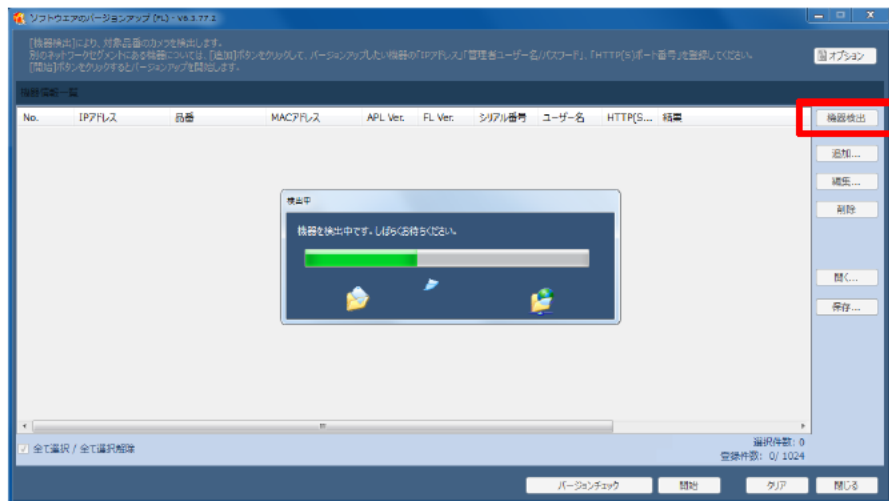 ソフトウエアのバージョンアップ (FL) - V6.3.77.2
[機器検出]により、対象品番のカメラを検出します。
別のネットワークセグメントにある機器については、[追加]ボタンをクリックして、バージョンアップしたい機器の「IPアドレス」「管理者ユーザー名/パスワード」、「HTTP(S)ポート番号」を登録してください。
[開始]ボタンをクリックするとバージョンアップを開始します。
オプション
機器情報一覧
No. IPアドレス 品番 MACアドレス APL Ver. FL Ver. シリアル番号 ユーザー名 HTTP(S... 結果
機器検出
追加...
編集...
削除
検出中
機器を検出中です。しばらくお待ちください。
開く...
保存...
全て選択 / 全て選択解除
選択件数: 0
登録件数: 0/ 1024
バージョンチェック 開始 クリア 閉じる